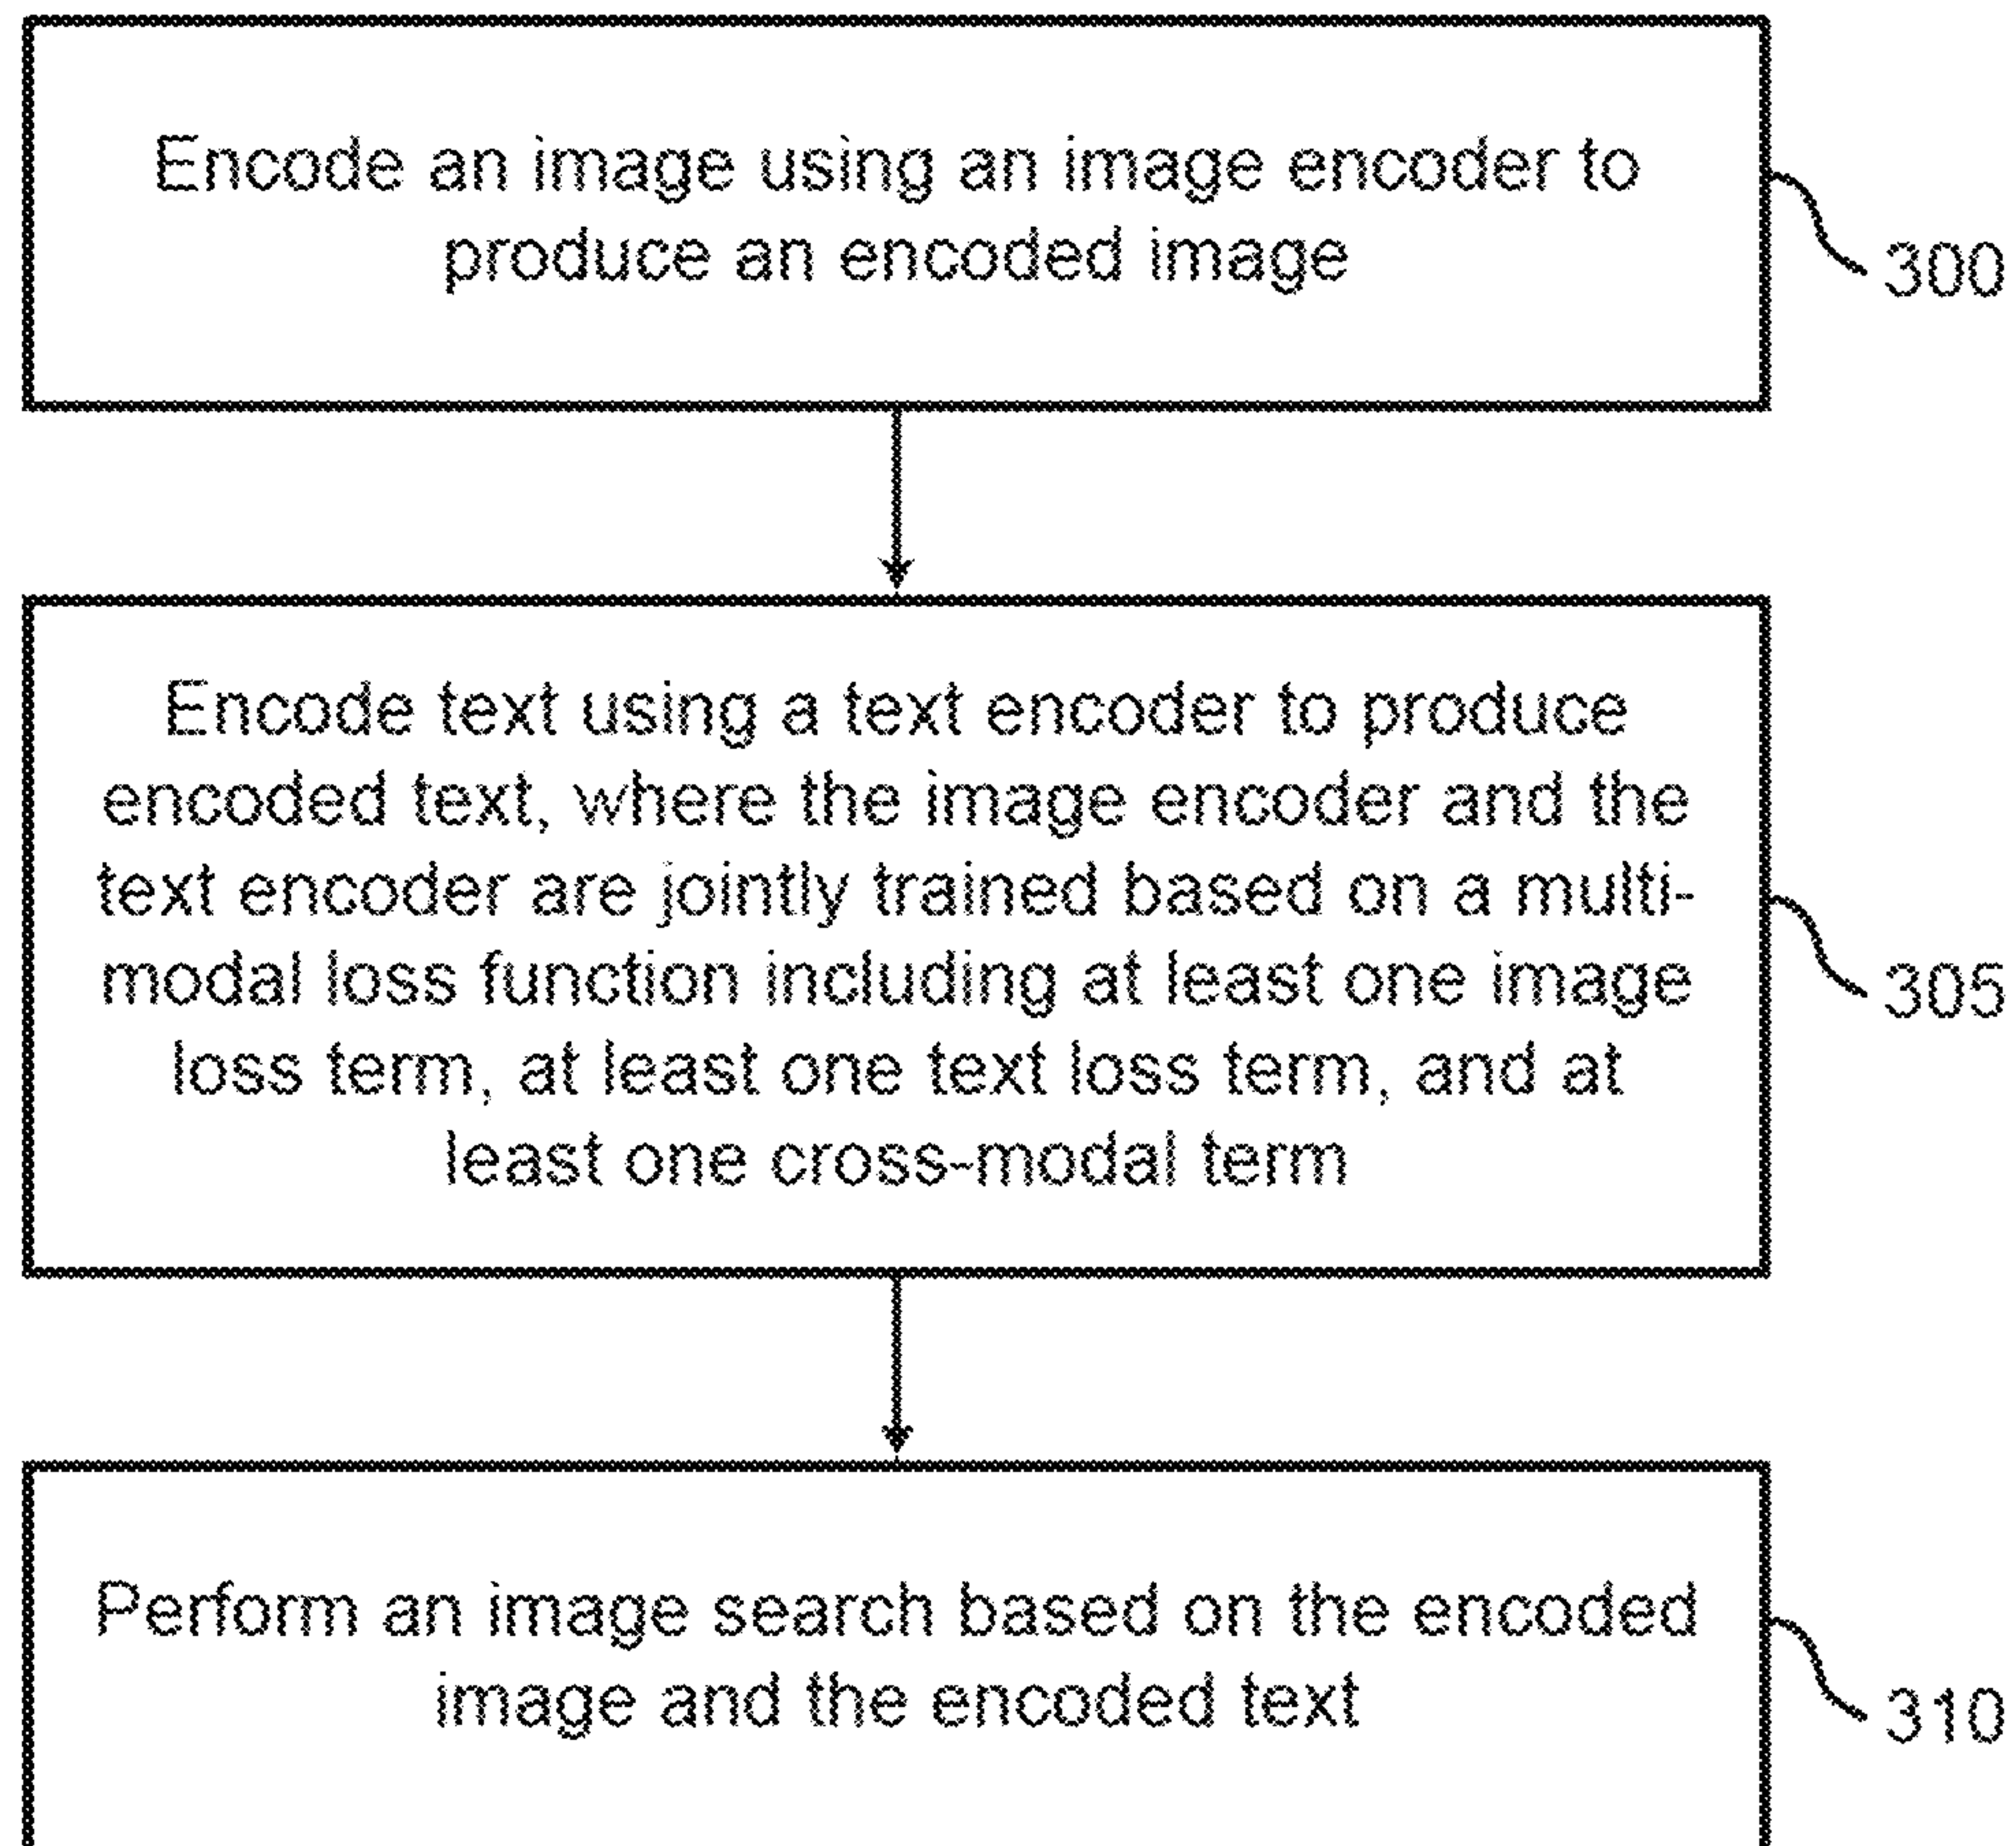 Encode an image using an image encoder to
produce an encoded image
300
Encode text using a text encoder to produce
encoded text, where the image encoder and the
text encoder are jointly trained based on a multi-
modal loss function including at least one image
loss term, at least one text loss term, and at
least one cross-modal term
305
Perform an image search based on the encoded
image and the encoded text
310